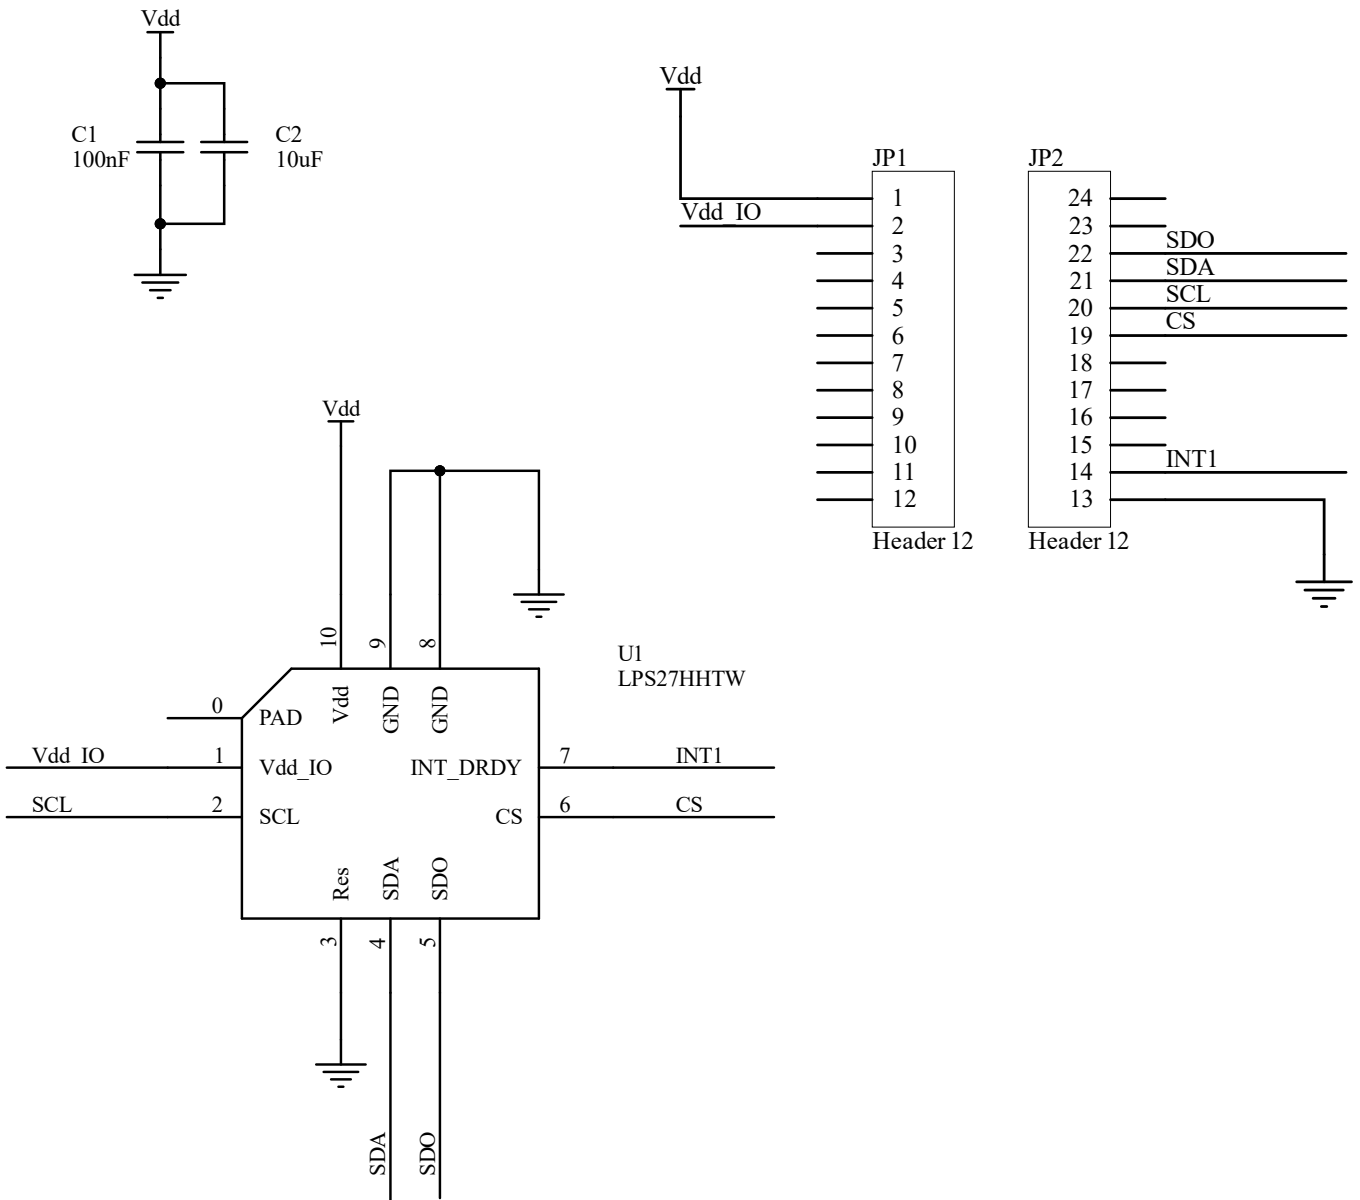 Vdd
C1
100nF
C2
10uF
Vdd
Vdd_IO
JP1
1
2
3
4
5
6
7
8
9
10
11
12
Header 12
JP2
24
23
22
21
20
19
18
17
16
15
14
13
Header 12
SDO
SDA
SCL
CS
INT1
Vdd
10
9
8
U1
LPS27HHTW
0
PAD
Vdd
GND
GND
Vdd_IO
1
Vdd_IO
INT_DRDY
7
INT1
SCL
2
SCL
CS
6
CS
Res
SDA
SDO
3
4
5
SDA
SDO